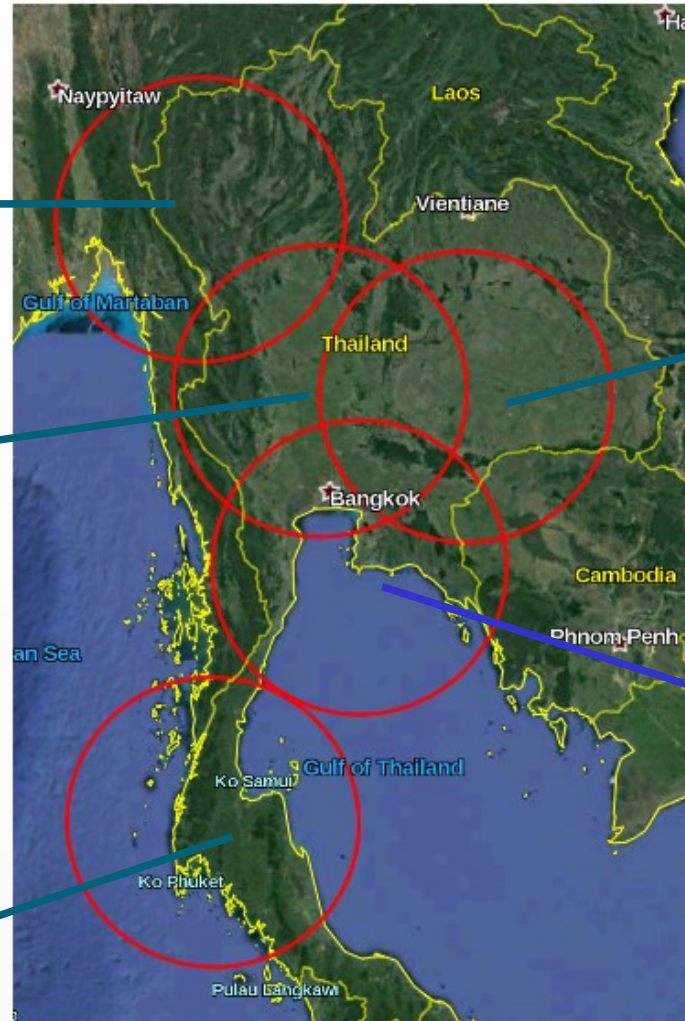 Ha
Naypyitaw
Laos
Vientiane
Gulf of Martaban
Thailand
Bangkok
Cambodia
Phnom Penh
an Sea
Gulf of Thailand
Ko Samui
Ko Phuket
Pulau Langkawi